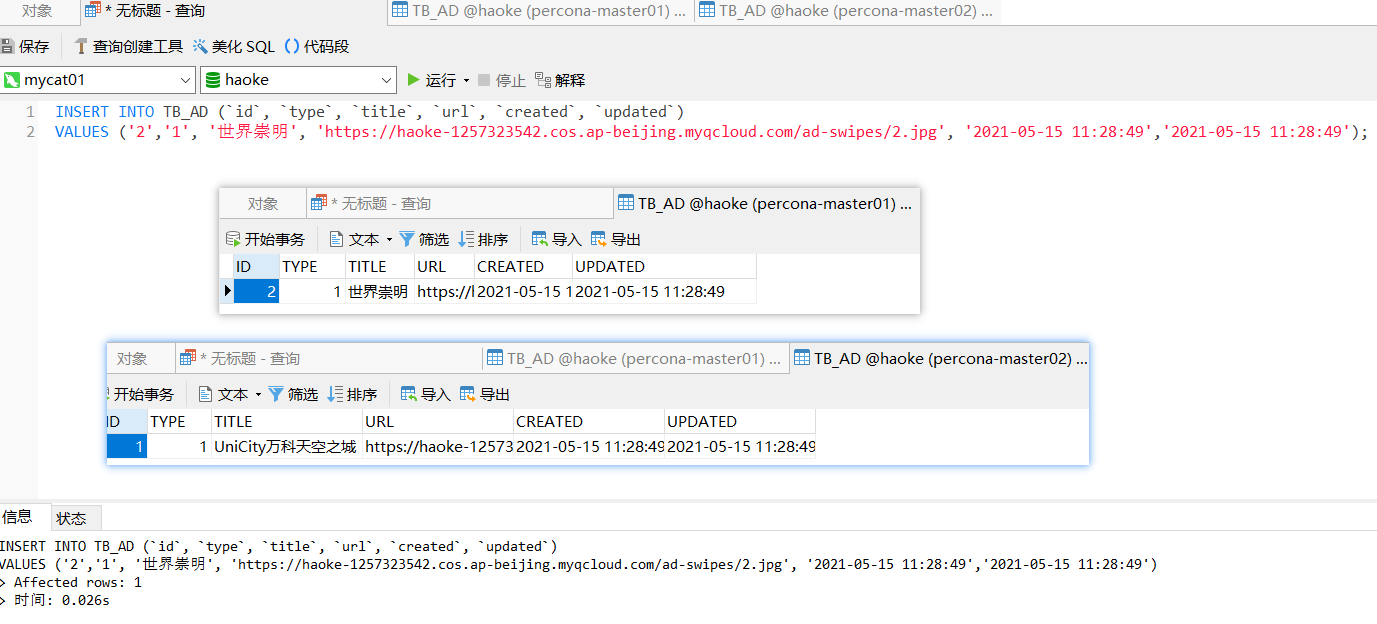 对象 * 无标题 - 查询 TB_AD @haoke (percona-master01) ... TB_AD @haoke (percona-master02) ...
保存 查询创建工具 美化 SQL () 代码段
mycat01 haoke 运行 停止 解释
1 INSERT INTO TB_AD (`id`, `type`, `title`, `url`, `created`, `updated`)
2 VALUES ('2','1', '世界崇明', 'https://haoke-1257323542.cos.ap-beijing.myqcloud.com/ad-swipes/2.jpg', '2021-05-15 11:28:49','2021-05-15 11:28:49');
对象 * 无标题 - 查询 TB_AD @haoke (percona-master01) ...
开始事务 文本 筛选 排序 导入 导出
ID TYPE TITLE URL CREATED UPDATED
2 1 世界崇明 https://l 2021-05-15 1 2021-05-15 11:28:49
对象 * 无标题 - 查询 TB_AD @haoke (percona-master01) ... TB_AD @haoke (percona-master02) ...
开始事务 文本 筛选 排序 导入 导出
ID TYPE TITLE URL CREATED UPDATED
1 1 UniCity万科天空之城 https://haoke-12573 2021-05-15 11:28:49 2021-05-15 11:28:49
信息 状态
INSERT INTO TB_AD (`id`, `type`, `title`, `url`, `created`, `updated`)
VALUES ('2','1', '世界崇明', 'https://haoke-1257323542.cos.ap-beijing.myqcloud.com/ad-swipes/2.jpg', '2021-05-15 11:28:49','2021-05-15 11:28:49')
> Affected rows: 1
> 时间: 0.026s